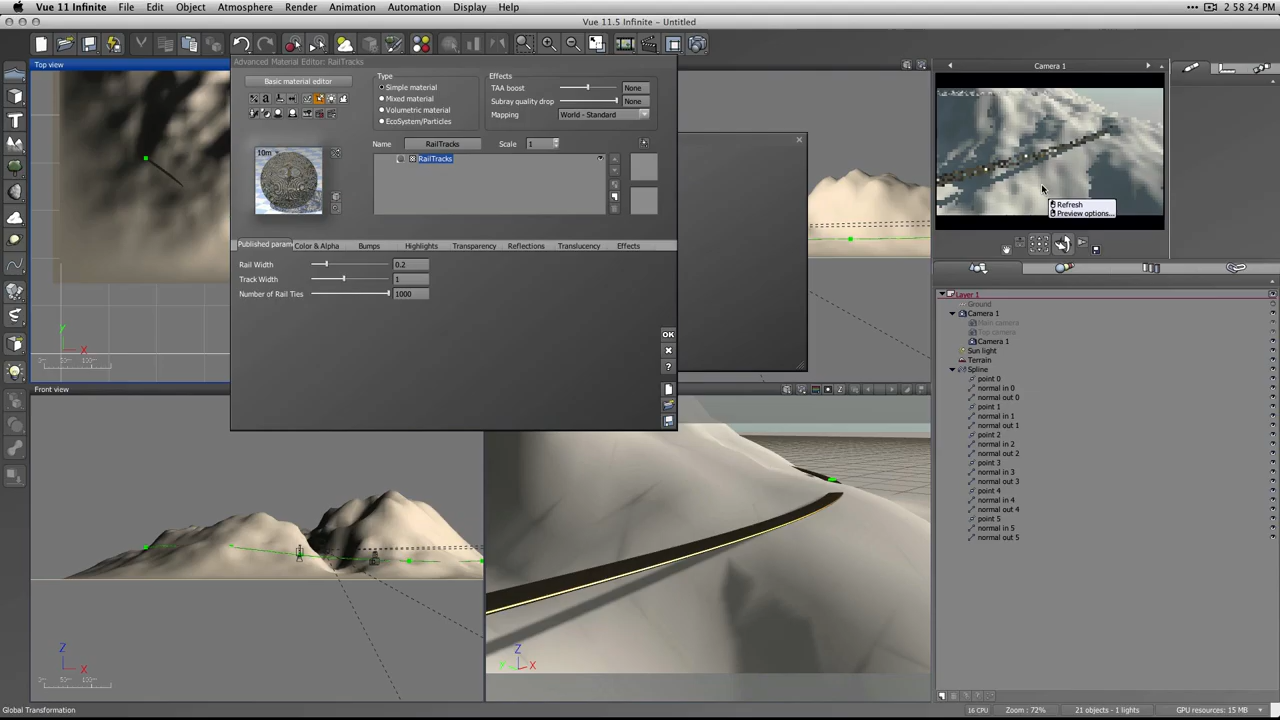 Vue 11 Infinite File Edit Object Atmosphere Render Animation Automation Display Help 2:58:24 PM
Vue 11.5 Infinite - Untitled
Top view
Advanced Material Editor: RailTracks
Basic material editor
Type
Simple material
Mixed material
Volumetric material
EcoSystem/Particles
Effects
TAA boost None
Subray quality drop None
Mapping World - Standard
Name RailTracks Scale 1
10m
RailTracks
Published param Color & Alpha Bumps Highlights Transparency Reflections Translucency Effects
Rail Width 0.2
Track Width 1
Number of Rail Ties 1000
OK
?
Y
X
Camera 1
Refresh
Preview options...
Layer 1
Ground
Camera 1
Main camera
Top camera
Camera 1
Sun light
Terrain
Spline
point 0
normal in 0
normal out 0
point 1
normal in 1
normal out 1
point 2
normal in 2
normal out 2
point 3
normal in 3
normal out 3
point 4
normal in 4
normal out 4
point 5
normal in 5
normal out 5
Front view
Z
X
Z
Y X
Global Transformation
16 CPU Zoom : 72% 21 objects - 1 lights GPU resources: 15 MB